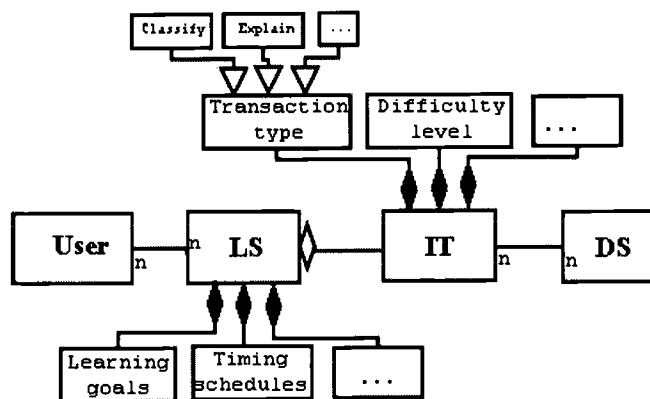 Classify Explain ...
Transaction
type
Difficulty
level
...
User n
n LS
IT n
n DS
Learning
goals
Timing
schedules
...